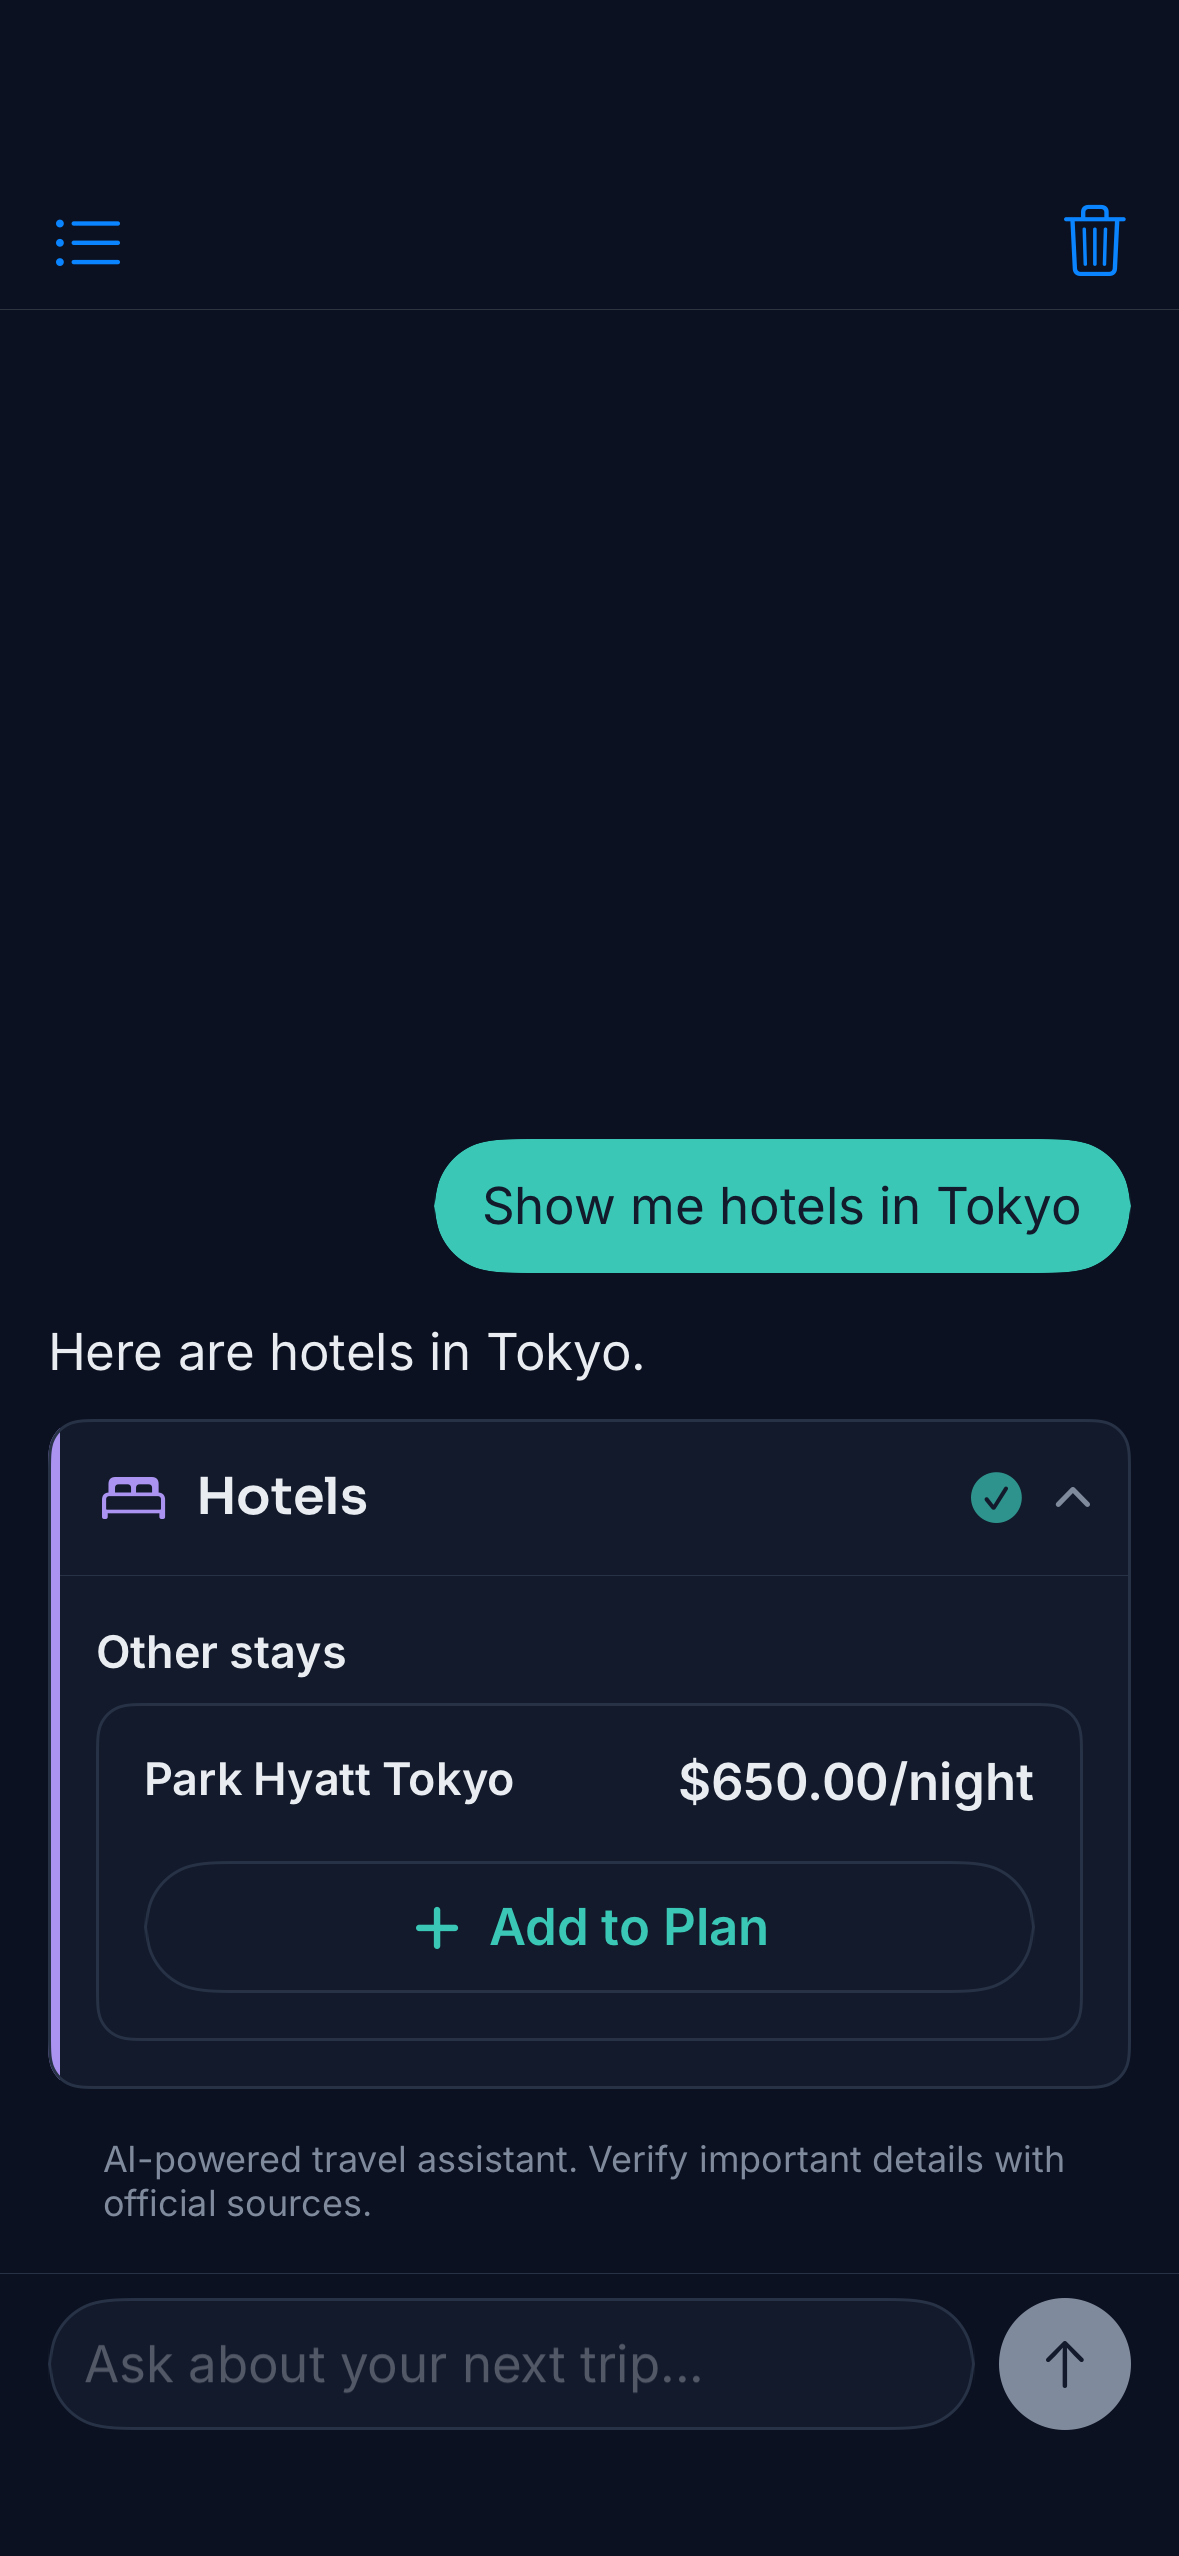 Show me hotels in Tokyo
Here are hotels in Tokyo.
Hotels
Other stays
Park Hyatt Tokyo
$650.00/night
Add to Plan
AI-powered travel assistant. Verify important details with
official sources.
Ask about your next trip...